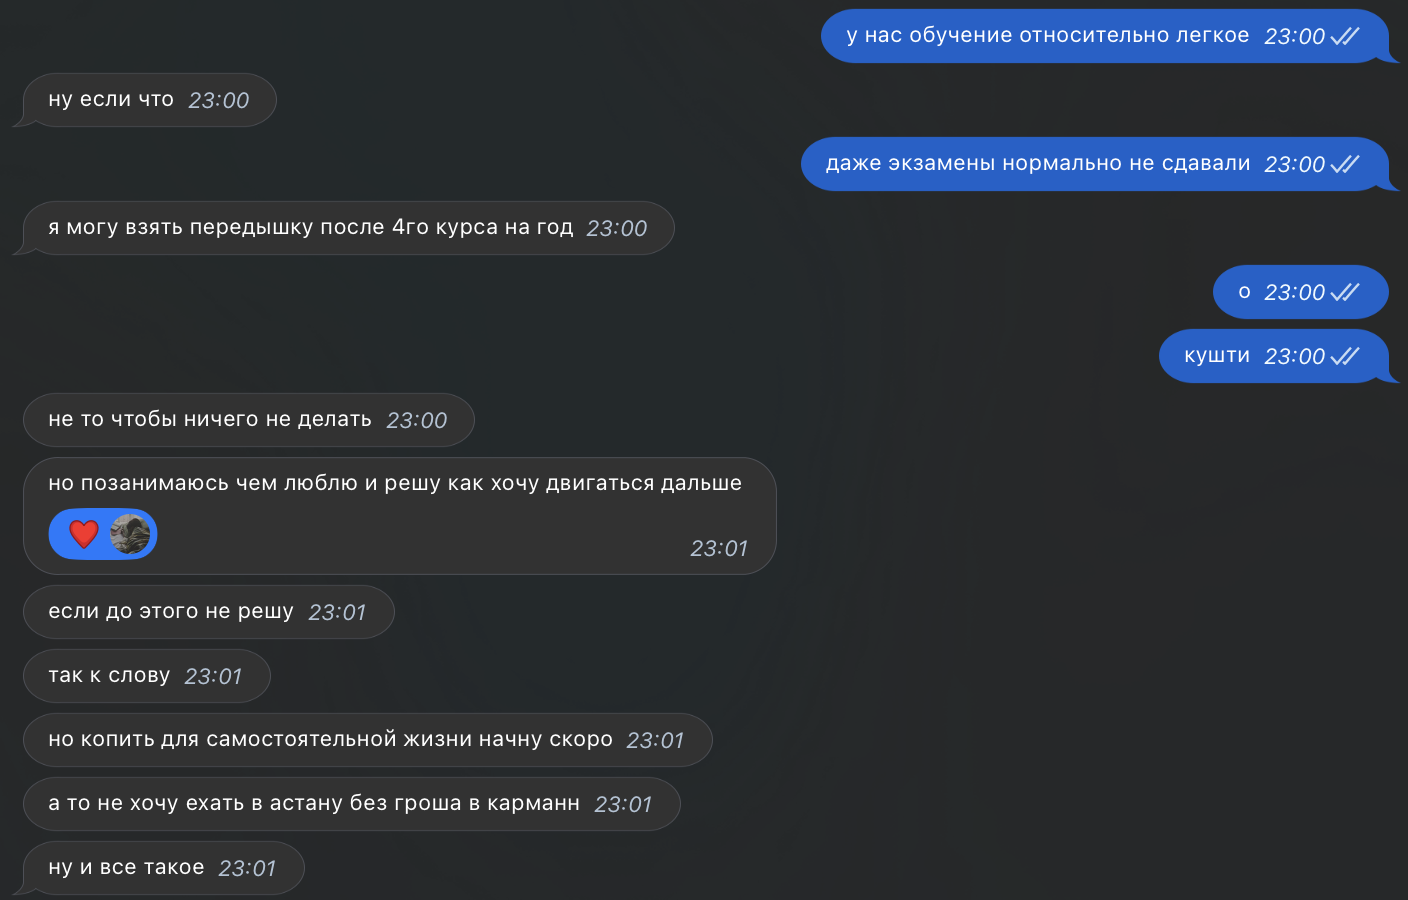 у нас обучение относительно легкое 23:00
ну если что 23:00
даже экзамены нормально не сдавали 23:00
я могу взять передышку после 4го курса на год 23:00
о 23:00
кушти 23:00
не то чтобы ничего не делать 23:00
но позанимаюсь чем люблю и решу как хочу двигаться дальше
23:01
если до этого не решу 23:01
так к слову 23:01
но копить для самостоятельной жизни начну скоро 23:01
а то не хочу ехать в астану без гроша в карманн 23:01
ну и все такое 23:01